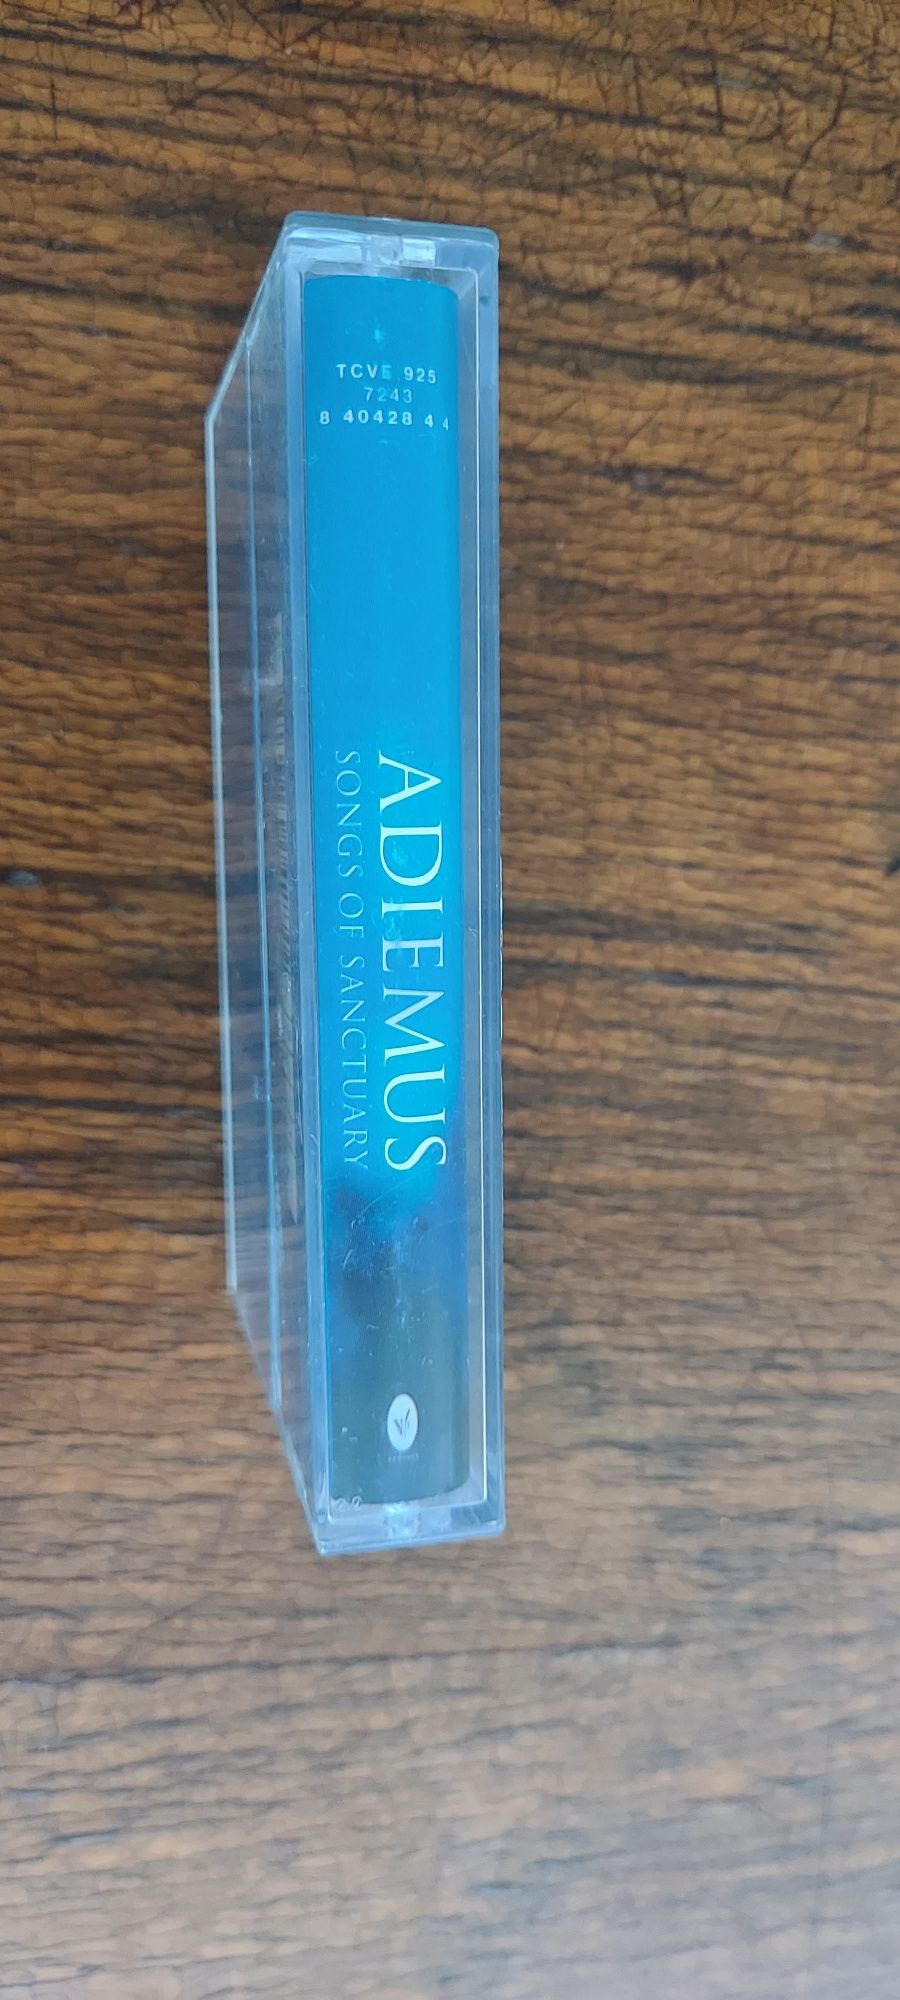 TCVE 925
7243
8 40428 4 4
ADIEMUS
SONGS OF SANCTUARY